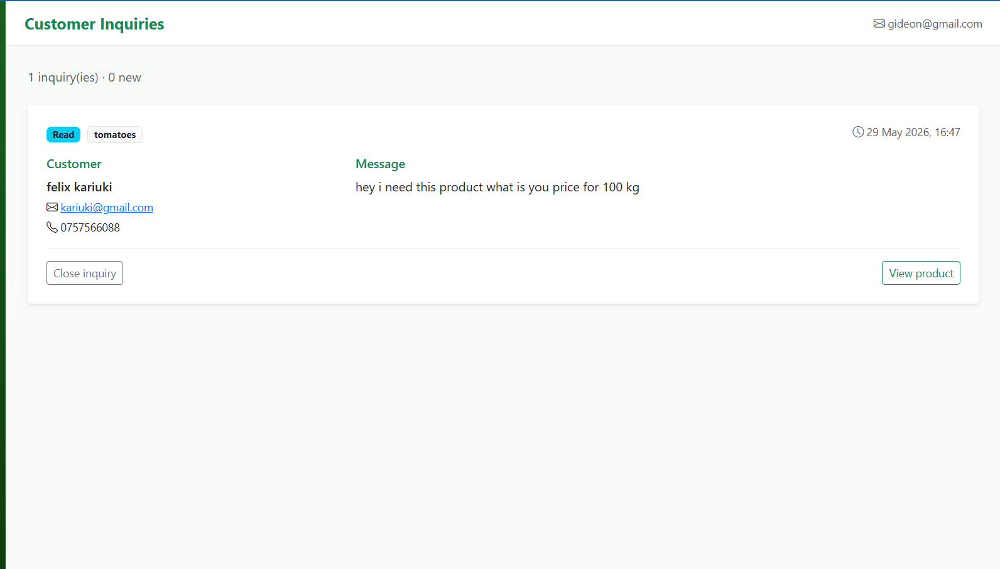 Customer Inquiries
gideon@gmail.com
1 inquiry(ies) · 0 new
Read tomatoes
29 May 2026, 16:47
Customer
felix kariuki
kariuki@gmail.com
0757566088
Message
hey i need this product what is you price for 100 kg
Close inquiry
View product